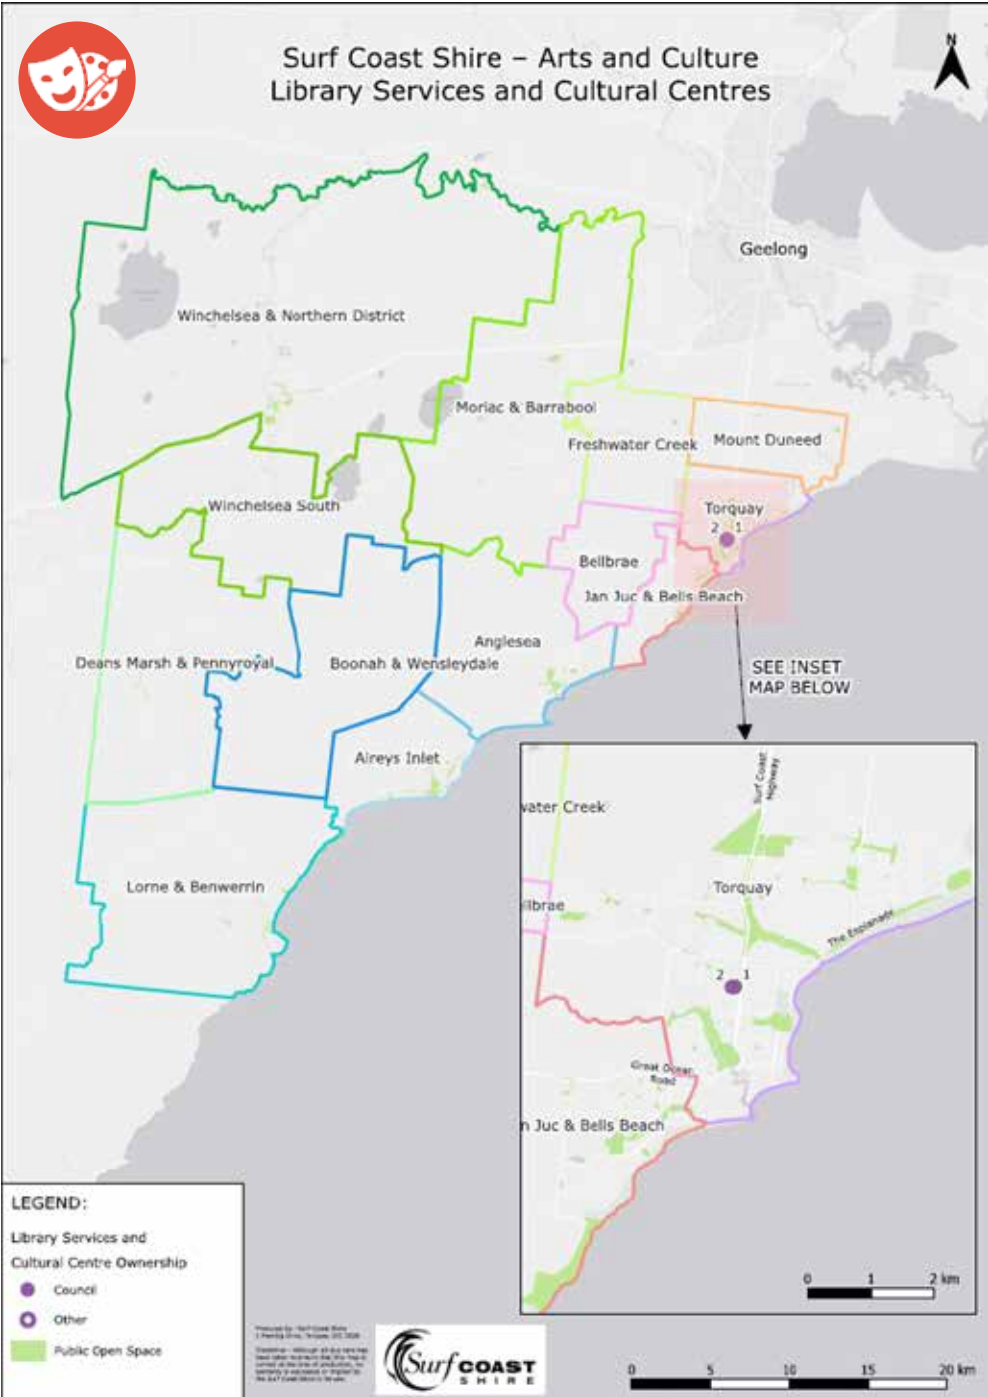 Surf Coast Shire – Arts and Culture
Library Services and Cultural Centres
N
Geelong
Winchelsea & Northern District
Moriac & Barrabool
Freshwater Creek
Mount Duneed
Winchelsea South
Torquay
2 1
Bellbrae
Jan Juc & Bells Beach
Anglesea
Deans Marsh & Pennyroyal
Boonah & Wensleydale
SEE INSET
MAP BELOW
Aireys Inlet
Lorne & Benwerrin
Surf Coast
Highway
water Creek
Torquay
llbrae
The Esplanade
2 1
Great Ocean
Road
n Juc & Bells Beach
0 1 2 km
LEGEND:
Library Services and
Cultural Centre Ownership
Council
Other
Public Open Space
Surf COAST
SHIRE
0 5 10 15 20 km